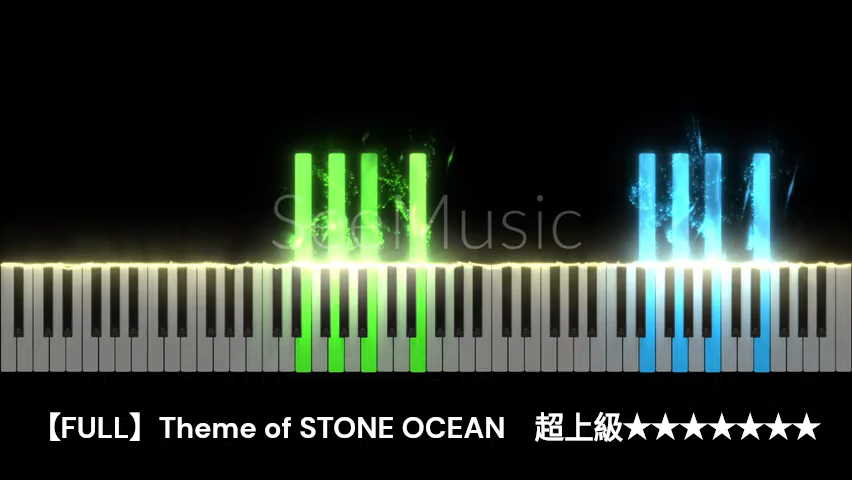 SeeMusic
【FULL】Theme of STONE OCEAN　超上級★★★★★★★